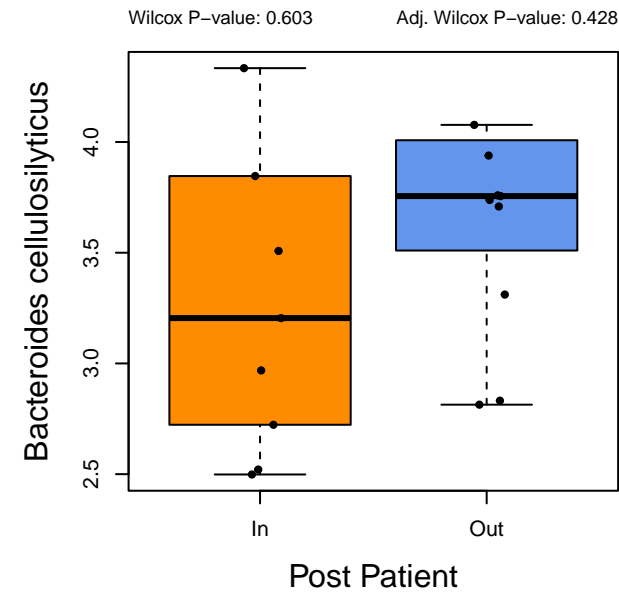 Wilcox P−value: 0.603
Adj. Wilcox P−value: 0.428
Bacteroides cellulosilyticus
4.0
3.5
3.0
2.5
In
Out
Post Patient